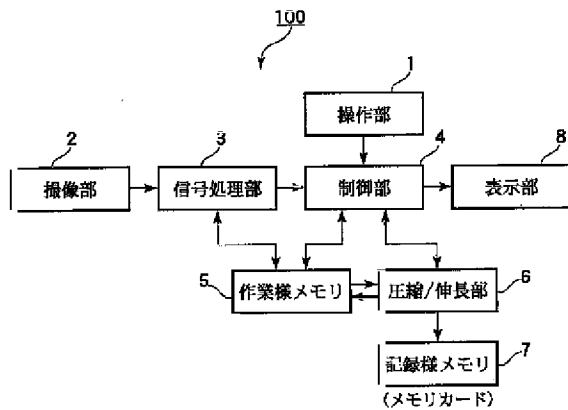 100
1
操作部
2
撮像部
3
信号処理部
4
制御部
8
表示部
5
作業様メモリ
6
圧縮/伸長部
7
記録様メモリ
(メモリカード)